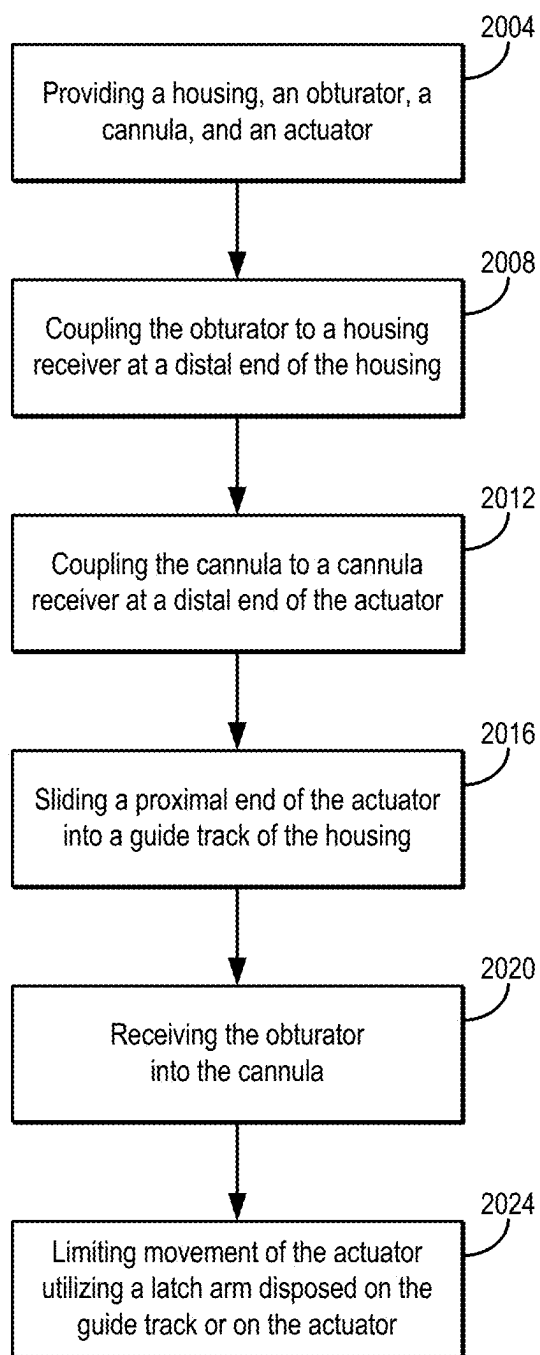 2004
Providing a housing, an obturator, a
cannula, and an actuator
2008
Coupling the obturator to a housing
receiver at a distal end of the housing
2012
Coupling the cannula to a cannula
receiver at a distal end of the actuator
2016
Sliding a proximal end of the actuator
into a guide track of the housing
2020
Receiving the obturator
into the cannula
2024
Limiting movement of the actuator
utilizing a latch arm disposed on the
guide track or on the actuator